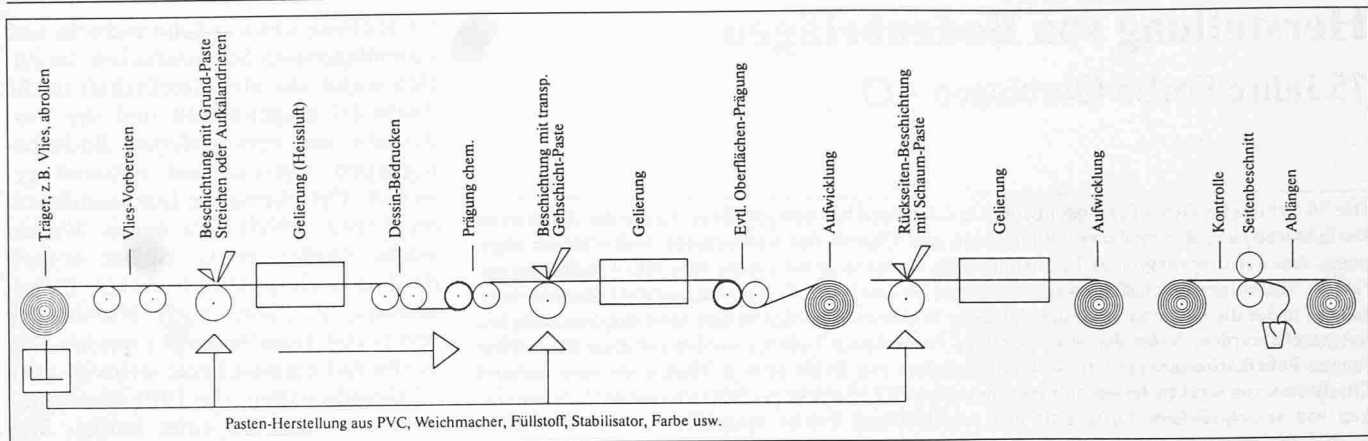 Träger, z.B. Vlies, abrollen
Vlies-Vorbereiten
Beschichtung mit Grund-Paste
Streichen oder Aufkalandrieren
Gelierung (Heissluft)
Dessin-Bedrucken
Prägung chem.
Beschichtung mit transp.
Gehschicht-Paste
Gelierung
Evtl. Oberflächen-Prägung
Aufwicklung
Rückseiten-Beschichtung
mit Schaum-Paste
Gelierung
Aufwicklung
Kontrolle
Seitenbeschnitt
Ablängen
Pasten-Herstellung aus PVC, Weichmacher, Füllstoff, Stabilisator, Farbe usw.